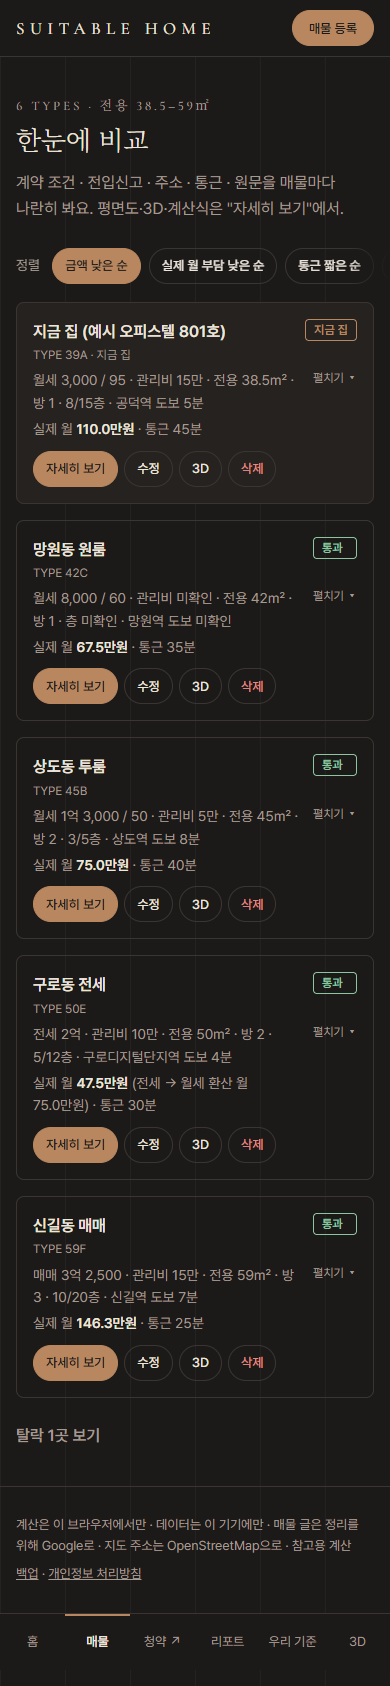 SUITABLE HOME
매물 등록
6 TYPES · 전용 38.5–59㎡
한눈에 비교
계약 조건 · 전입신고 · 주소 · 통근 · 원문을 매물마다
나란히 봐요. 평면도·3D·계산식은 "자세히 보기"에서.
정렬
금액 낮은 순
실제 월 부담 낮은 순
통근 짧은 순
지금 집 (예시 오피스텔 801호)
지금 집
TYPE 39A · 지금 집
월세 3,000 / 95 · 관리비 15만 · 전용 38.5m² ·
펼치기 ▾
방 1 · 8/15층 · 공덕역 도보 5분
실제 월 110.0만원 · 통근 45분
자세히 보기
수정
3D
삭제
망원동 원룸
통과
TYPE 42C
월세 8,000 / 60 · 관리비 미확인 · 전용 42m² ·
펼치기 ▾
방 1 · 층 미확인 · 망원역 도보 미확인
실제 월 67.5만원 · 통근 35분
자세히 보기
수정
3D
삭제
상도동 투룸
통과
TYPE 45B
월세 1억 3,000 / 50 · 관리비 5만 · 전용 45m² ·
펼치기 ▾
방 2 · 3/5층 · 상도역 도보 8분
실제 월 75.0만원 · 통근 40분
자세히 보기
수정
3D
삭제
구로동 전세
통과
TYPE 50E
전세 2억 · 관리비 10만 · 전용 50m² · 방 2 ·
펼치기 ▾
5/12층 · 구로디지털단지역 도보 4분
실제 월 47.5만원 (전세 → 월세 환산 월
75.0만원) · 통근 30분
자세히 보기
수정
3D
삭제
신길동 매매
통과
TYPE 59F
매매 3억 2,500 · 관리비 15만 · 전용 59m² · 방
펼치기 ▾
3 · 10/20층 · 신길역 도보 7분
실제 월 146.3만원 · 통근 25분
자세히 보기
수정
3D
삭제
탈락 1곳 보기
계산은 이 브라우저에서만 · 데이터는 이 기기에만 · 매물 글은 정리를
위해 Google로 · 지도 주소는 OpenStreetMap으로 · 참고용 계산
백업 · 개인정보 처리방침
홈
매물
청약 ↗
리포트
우리 기준
3D